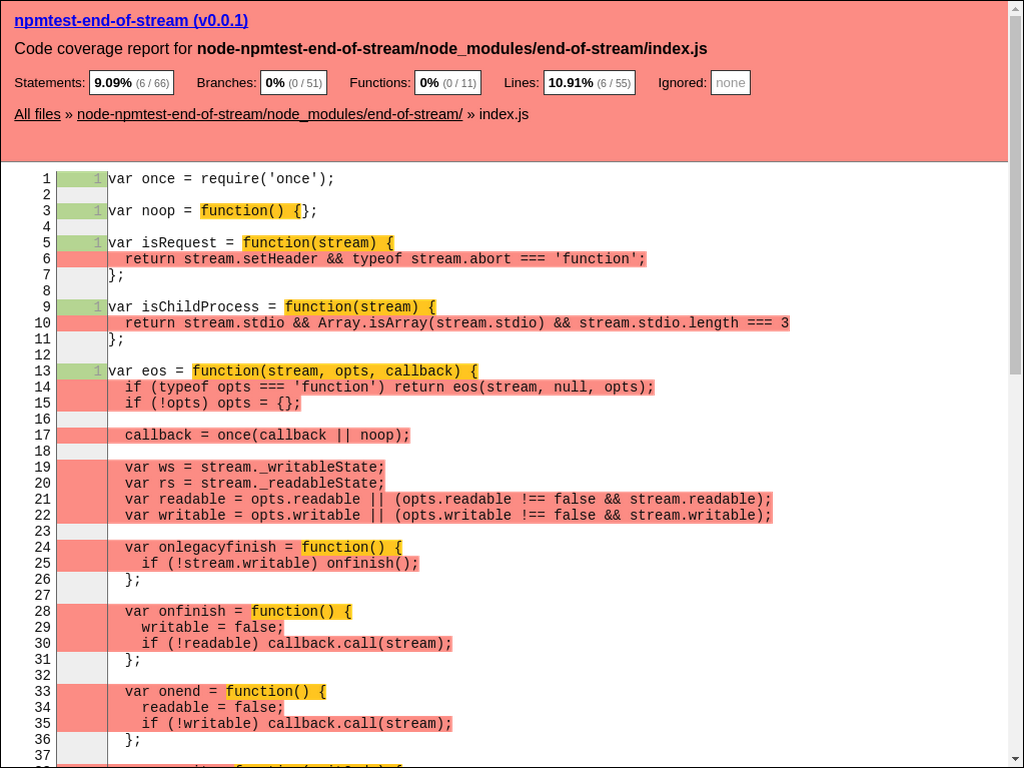 npmtest-end-of-stream (v0.0.1)
Code coverage report for node-npmtest-end-of-stream/node_modules/end-of-stream/index.js
Statements: 9.09% (6 / 66) Branches: 0% (0 / 51) Functions: 0% (0 / 11) Lines: 10.91% (6 / 55) Ignored: none
All files » node-npmtest-end-of-stream/node_modules/end-of-stream/ » index.js
1 1 var once = require('once');
2
3 1 var noop = function() {};
4
5 1 var isRequest = function(stream) {
6   return stream.setHeader && typeof stream.abort === 'function';
7 };
8
9 1 var isChildProcess = function(stream) {
10   return stream.stdio && Array.isArray(stream.stdio) && stream.stdio.length === 3
11 };
12
13 1 var eos = function(stream, opts, callback) {
14   if (typeof opts === 'function') return eos(stream, null, opts);
15   if (!opts) opts = {};
16
17   callback = once(callback || noop);
18
19   var ws = stream._writableState;
20   var rs = stream._readableState;
21   var readable = opts.readable || (opts.readable !== false && stream.readable);
22   var writable = opts.writable || (opts.writable !== false && stream.writable);
23
24   var onlegacyfinish = function() {
25     if (!stream.writable) onfinish();
26   };
27
28   var onfinish = function() {
29     writable = false;
30     if (!readable) callback.call(stream);
31   };
32
33   var onend = function() {
34     readable = false;
35     if (!writable) callback.call(stream);
36   };
37